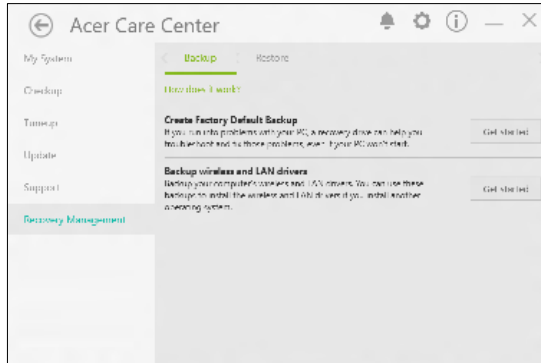 Acer Care Center
My System
Backup
Restore
Checkup
How does it work?
Tuneup
Create Factory Default Backup
If you run into problems with your PC, a recovery drive can help you
troubleshoot and fix those problems, even if your PC won't start.
Get started
Update
Backup wireless and LAN drivers
Backup your computer's wireless and LAN drivers. You can use these
backups to install the wireless and LAN drivers if you install another
operating system.
Get started
Support
Recovery Management